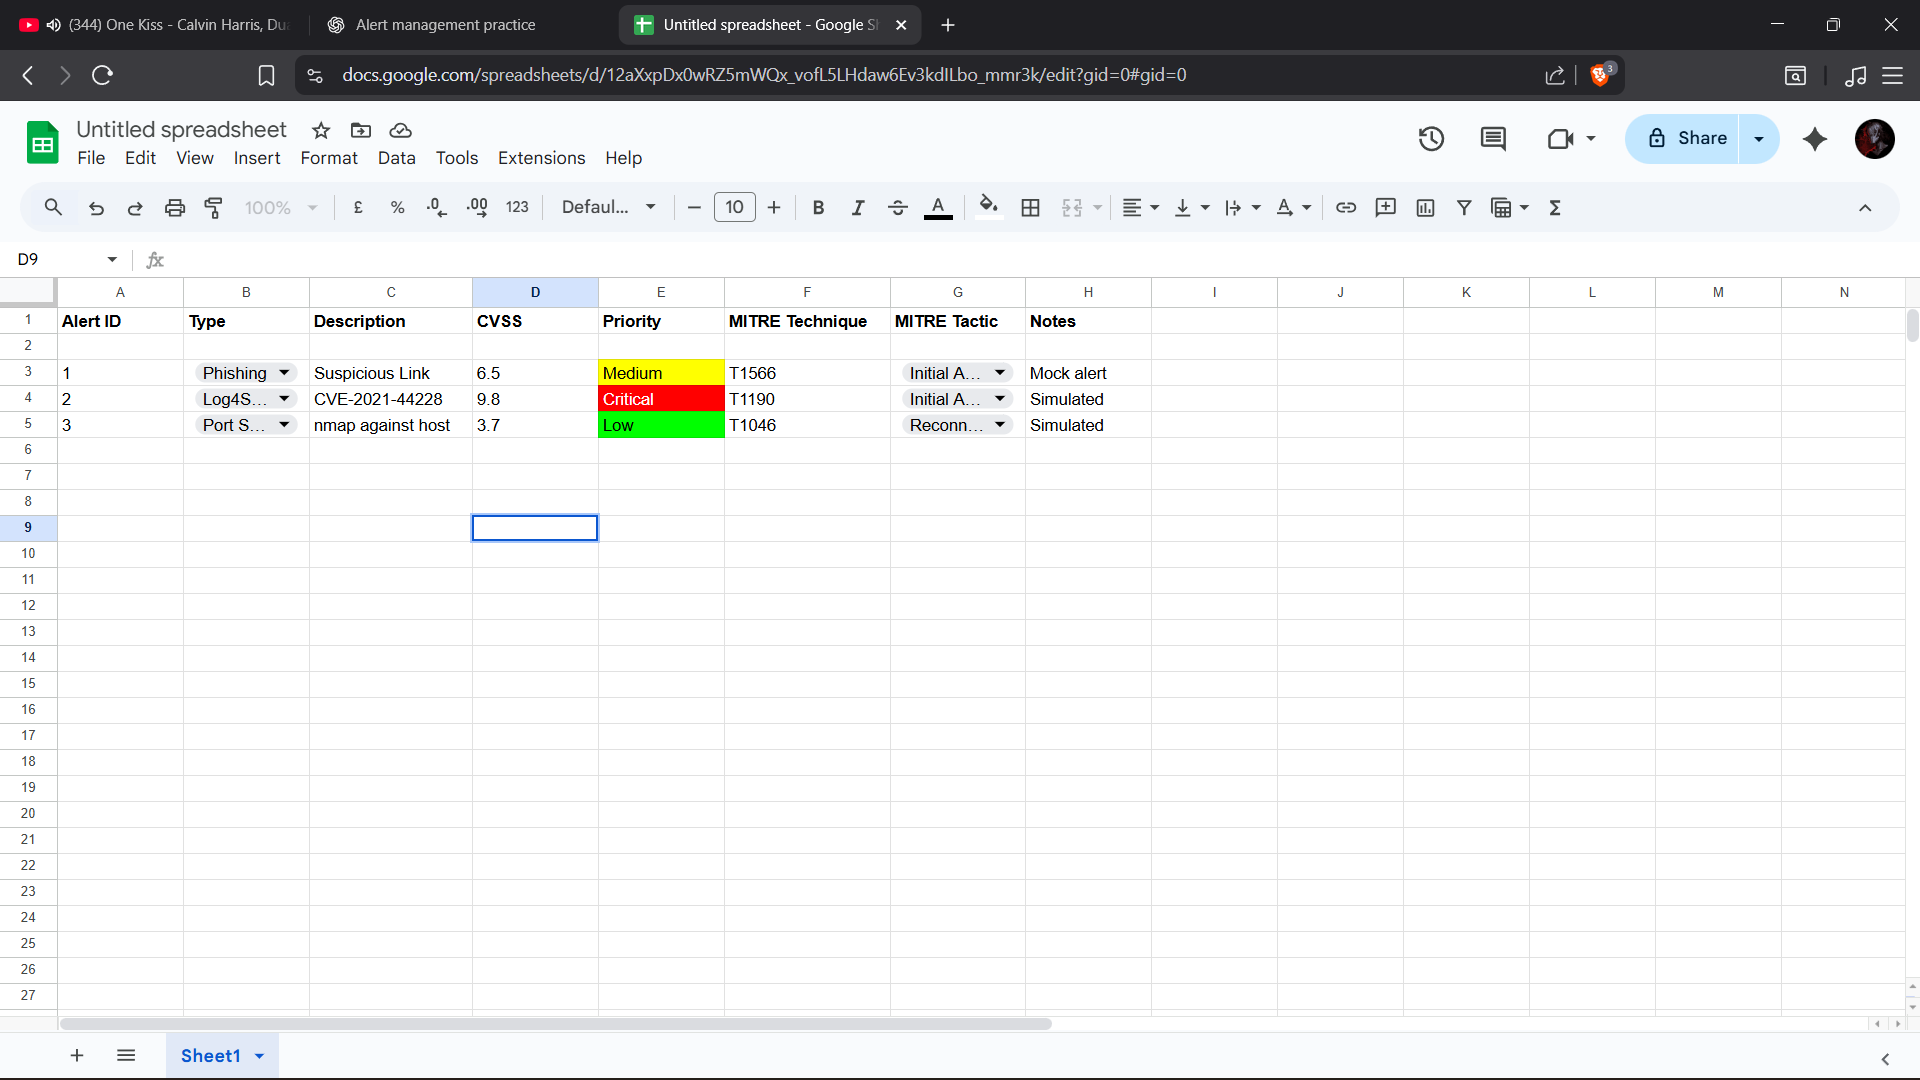 (344) One Kiss - Calvin Harris, Du
Alert management practice
Untitled spreadsheet - Google S
docs.google.com/spreadsheets/d/12aXxpDx0wRZ5mWQx_vofL5LHdaw6Ev3kdILbo_mmr3k/edit?gid=0#gid=0
3
Untitled spreadsheet
File Edit View Insert Format Data Tools Extensions Help
Share
100% £ % .0 .00 123 Defaul... 10 B I A A Σ
D9 fx
A B C D E F G H I J K L M N
1 Alert ID Type Description CVSS Priority MITRE Technique MITRE Tactic Notes
2
3 1 Phishing Suspicious Link 6.5 Medium T1566 Initial A... Mock alert
4 2 Log4S... CVE-2021-44228 9.8 Critical T1190 Initial A... Simulated
5 3 Port S... nmap against host 3.7 Low T1046 Reconn... Simulated
6
7
8
9
10
11
12
13
14
15
16
17
18
19
20
21
22
23
24
25
26
27
Sheet1